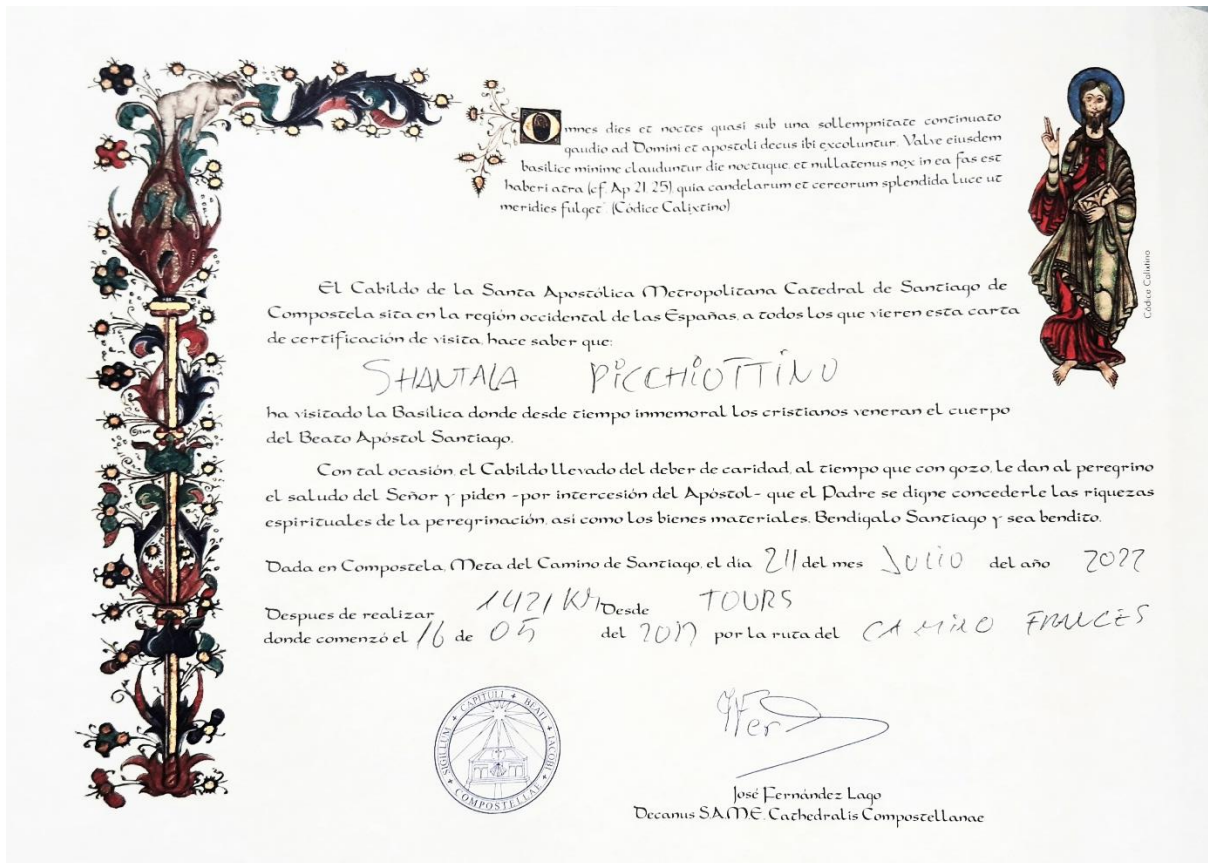 Omnes dies et noctes quasi sub una sollempnitate continuato
gaudio ad Domini et apostoli decus ibi excoluntur. Valve eiusdem
basilice minime clauduntur die noctuque, et nullatenus nox in ea fas est
haberi atra (cf. Ap 21, 25), quia candelarum et cercorum splendida luce ut
meridies fulget" (Códice Calixtino)
Códice Calixtino
El Cabildo de la Santa Apostólica Metropolitana Catedral de Santiago de
Compostela sita en la región occidental de las Españas, a todos los que vieren esta carta
de certificación de visita, hace saber que:
SHANTALA PICCHIOTTINO
ha visitado la Basílica donde desde tiempo inmemoral los cristianos veneran el cuerpo
del Beato Apóstol Santiago.
Con tal ocasión, el Cabildo llevado del deber de caridad, al tiempo que con gozo, le dan al peregrino
el saludo del Señor y piden -por intercesión del Apóstol- que el Padre se digne concederle las riquezas
espirituales de la peregrinación, así como los bienes materiales. Bendígalo Santiago y sea bendito.
Dada en Compostela, Meta del Camino de Santiago, el día del mes JULIO del año 2022
Despues de realizar 1421 Km Desde TOURS
donde comenzó el 16 de 05 del 2022 por la ruta del CAMINO FRANCES
SIGILLUM + CAPITULI + BEATI + IACOBI + COMPOSTELLAE +
José Fernández Lago
Decanus S.A.M.E. Cathedralis Compostellanae